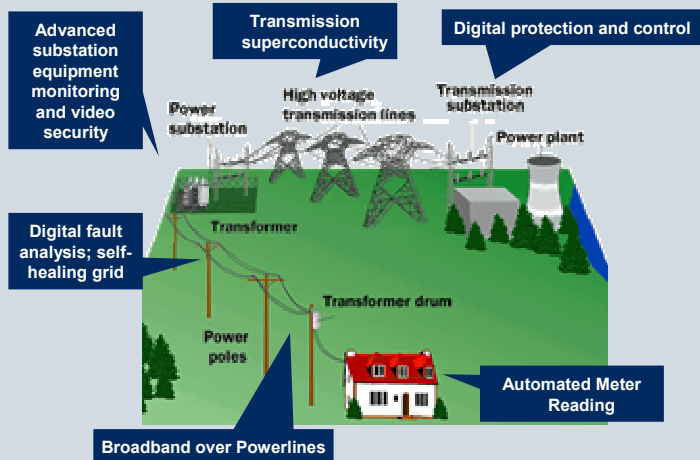 Advanced
substation
equipment
monitoring
and video
security
Transmission
superconductivity
Digital protection and control
Power
substation
High voltage
transmission lines
Transmission
substation
Power plant
Transformer
Digital fault
analysis; self-
healing grid
Transformer drum
Power
poles
Automated Meter
Reading
Broadband over Powerlines